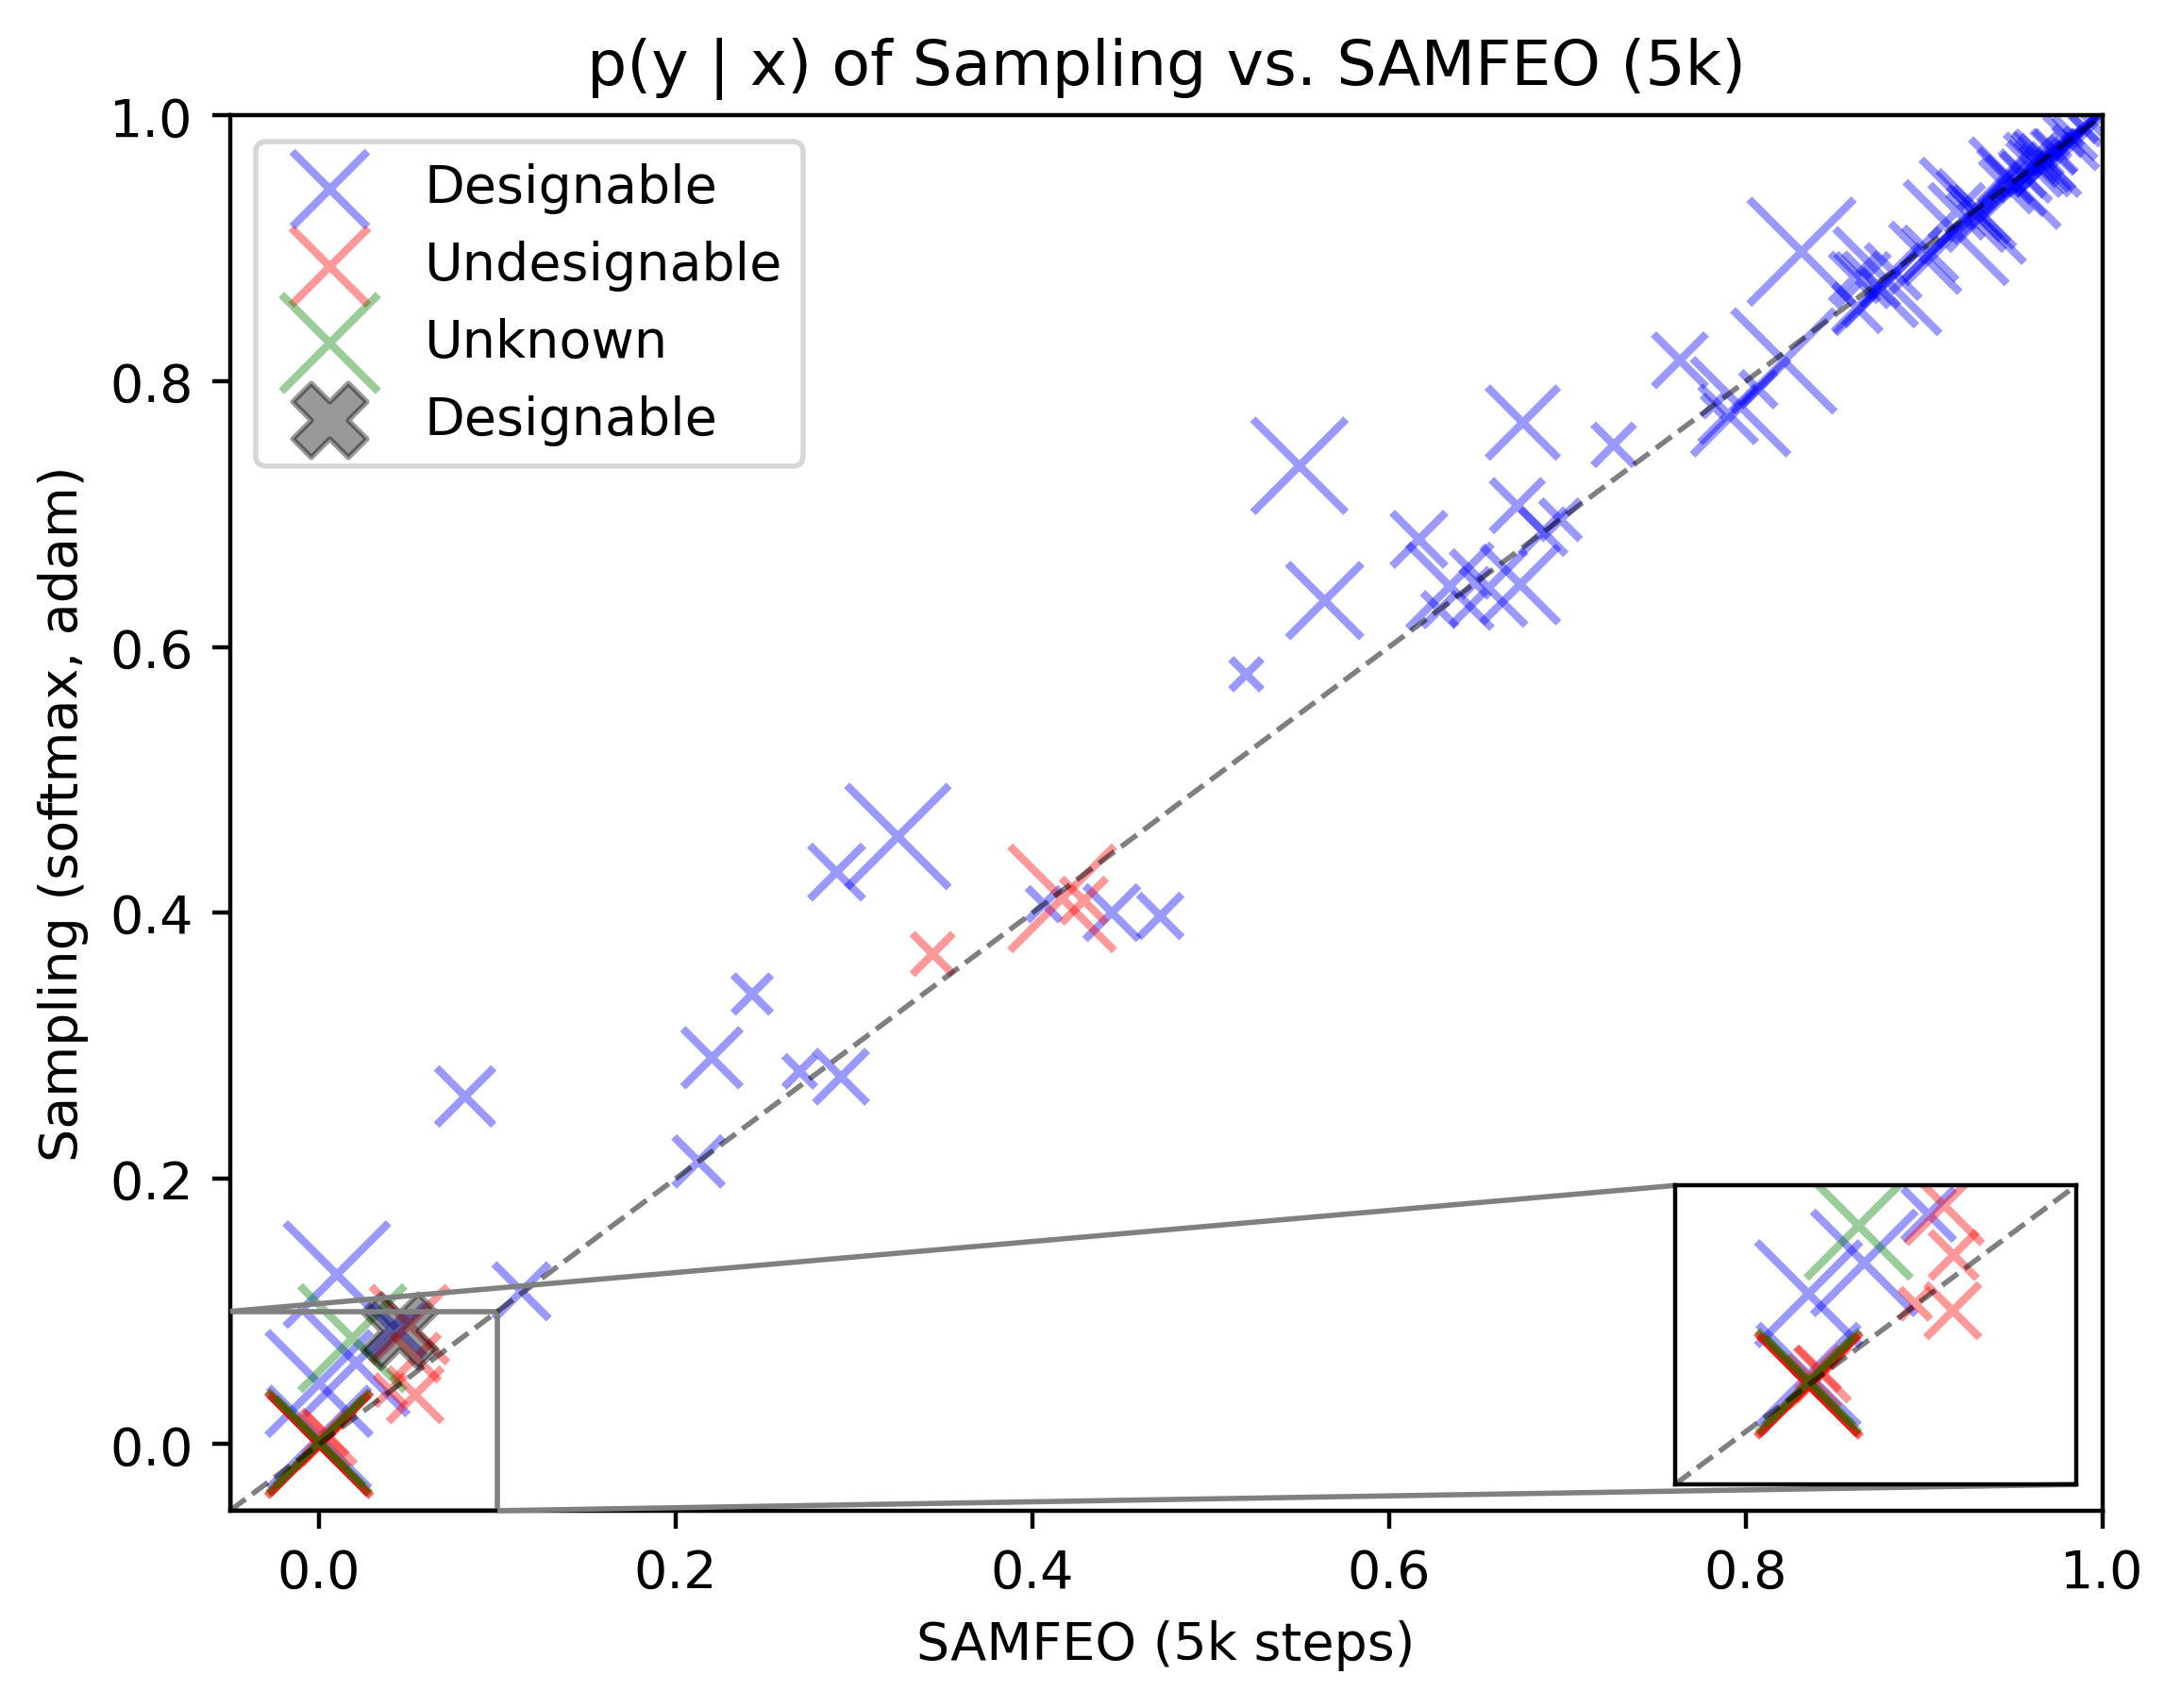 p(y | x) of Sampling vs. SAMFEO (5k)
1.0
0.8
0.6
0.4
0.2
0.0
Sampling (softmax, adam)
Designable
Undesignable
Unknown
Designable
0.0 0.2 0.4 0.6 0.8 1.0
SAMFEO (5k steps)